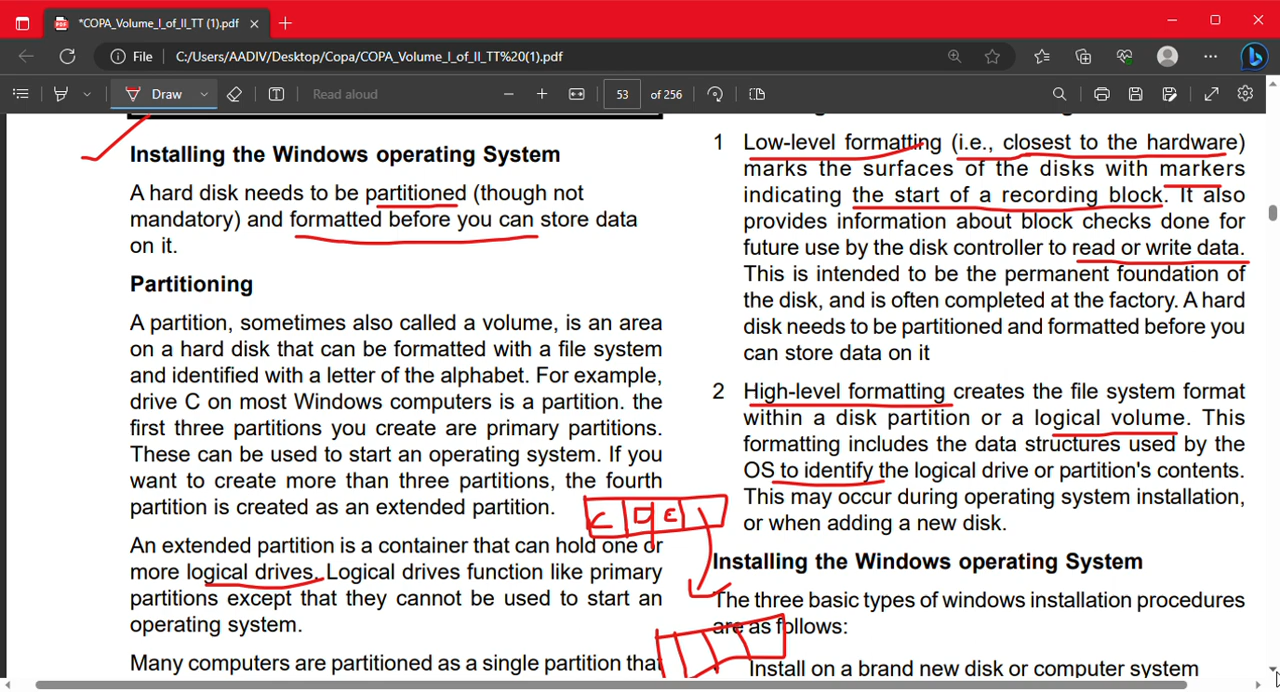 *COPA_Volume_I_of_II_TT (1).pdf
File
C:/Users/AADIV/Desktop/Copa/COPA_Volume_I_of_II_TT%20(1).pdf
Draw
Read aloud
53
of 256
Installing the Windows operating System
A hard disk needs to be partitioned (though not
mandatory) and formatted before you can store data
on it.
Partitioning
A partition, sometimes also called a volume, is an area
on a hard disk that can be formatted with a file system
and identified with a letter of the alphabet. For example,
drive C on most Windows computers is a partition. the
first three partitions you create are primary partitions.
These can be used to start an operating system. If you
want to create more than three partitions, the fourth
partition is created as an extended partition.
C D E
An extended partition is a container that can hold one or
more logical drives. Logical drives function like primary
partitions except that they cannot be used to start an
operating system.
Many computers are partitioned as a single partition that
1 Low-level formatting (i.e., closest to the hardware)
marks the surfaces of the disks with markers
indicating the start of a recording block. It also
provides information about block checks done for
future use by the disk controller to read or write data.
This is intended to be the permanent foundation of
the disk, and is often completed at the factory. A hard
disk needs to be partitioned and formatted before you
can store data on it
2 High-level formatting creates the file system format
within a disk partition or a logical volume. This
formatting includes the data structures used by the
OS to identify the logical drive or partition's contents.
This may occur during operating system installation,
or when adding a new disk.
Installing the Windows operating System
The three basic types of windows installation procedures
are as follows:
Install on a brand new disk or computer system